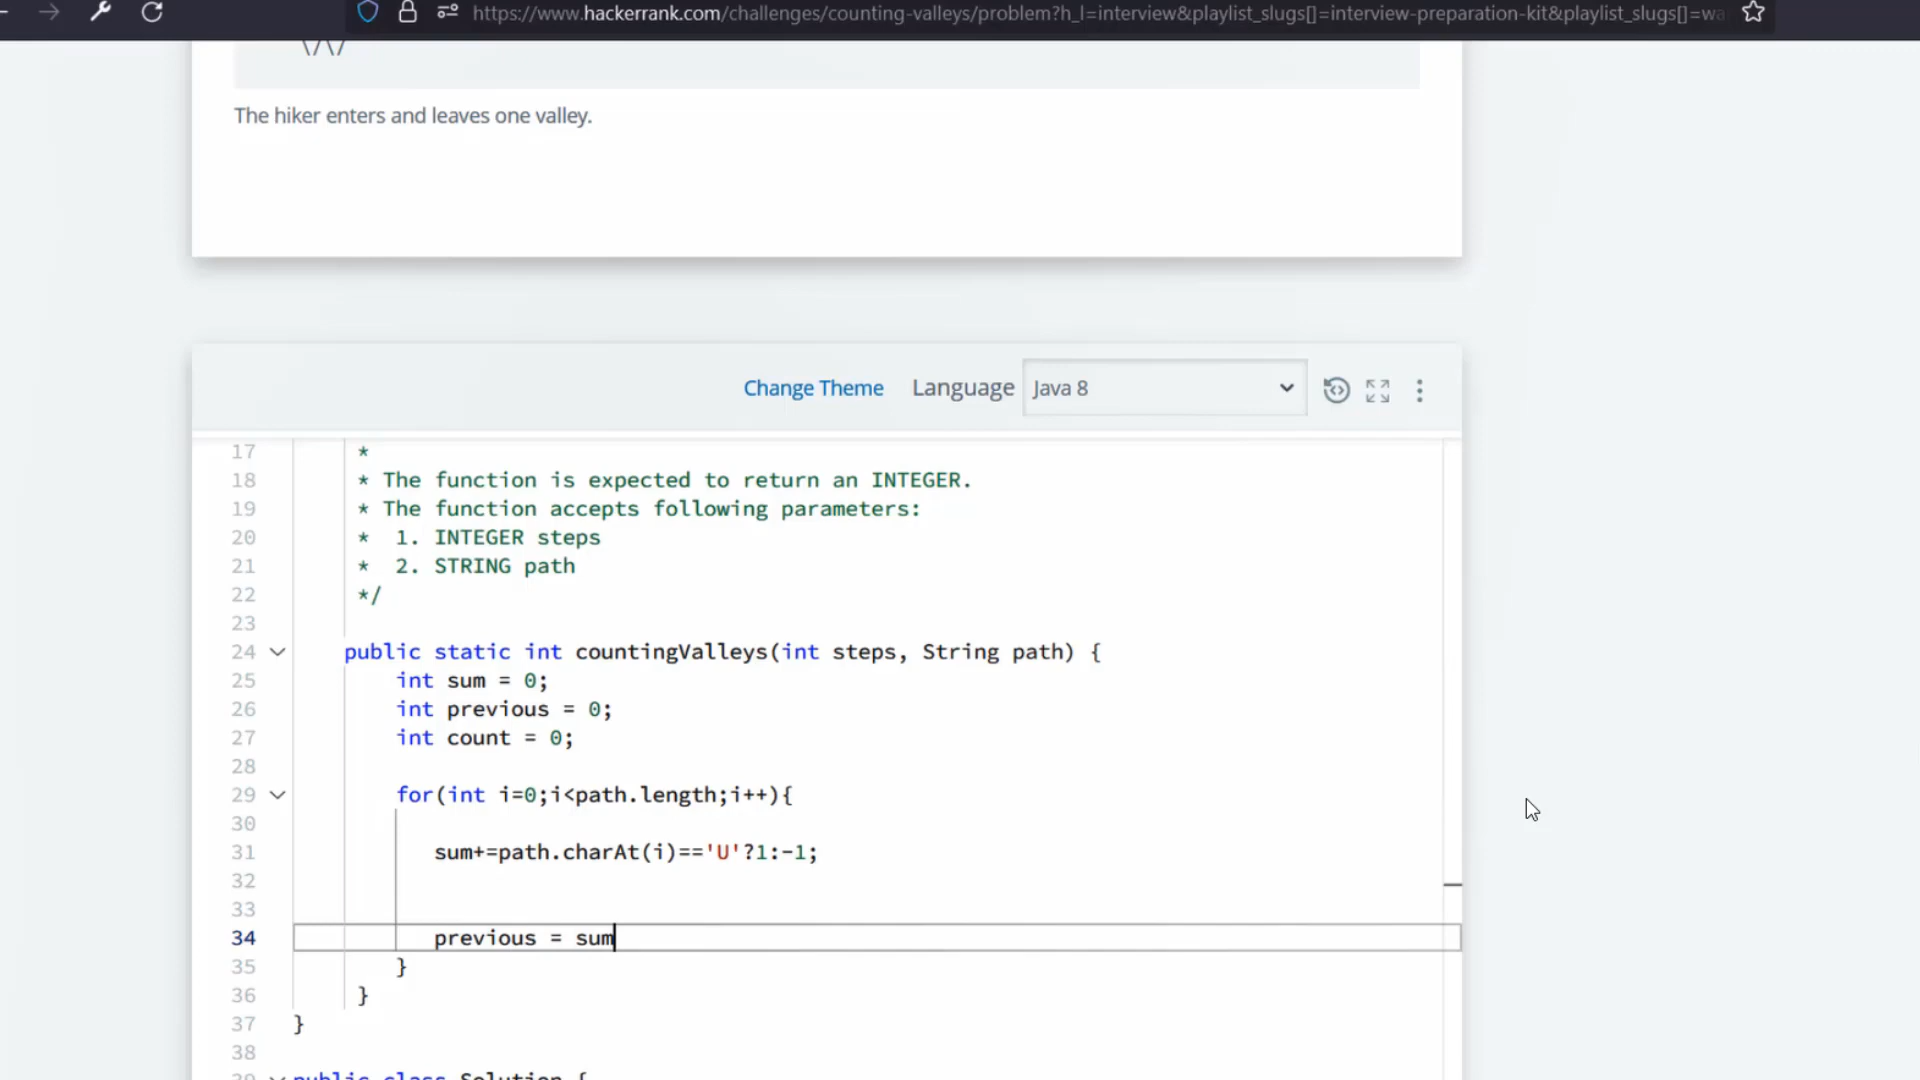 https://www.hackerrank.com/challenges/counting-valleys/problem?h_l=interview&playlist_slugs[]=interview-preparation-kit&playlist_slugs[]=wa
\/\/
The hiker enters and leaves one valley.
Change Theme Language Java 8
17 *
18 * The function is expected to return an INTEGER.
19 * The function accepts following parameters:
20 *  1. INTEGER steps
21 *  2. STRING path
22 */
23
24 public static int countingValleys(int steps, String path) {
25 int sum = 0;
26 int previous = 0;
27 int count = 0;
28
29 for(int i=0;i<path.length;i++){
30
31 sum+=path.charAt(i)=='U'?1:-1;
32
33
34 previous = sum
35 }
36 }
37 }
38
39 public class Solution {